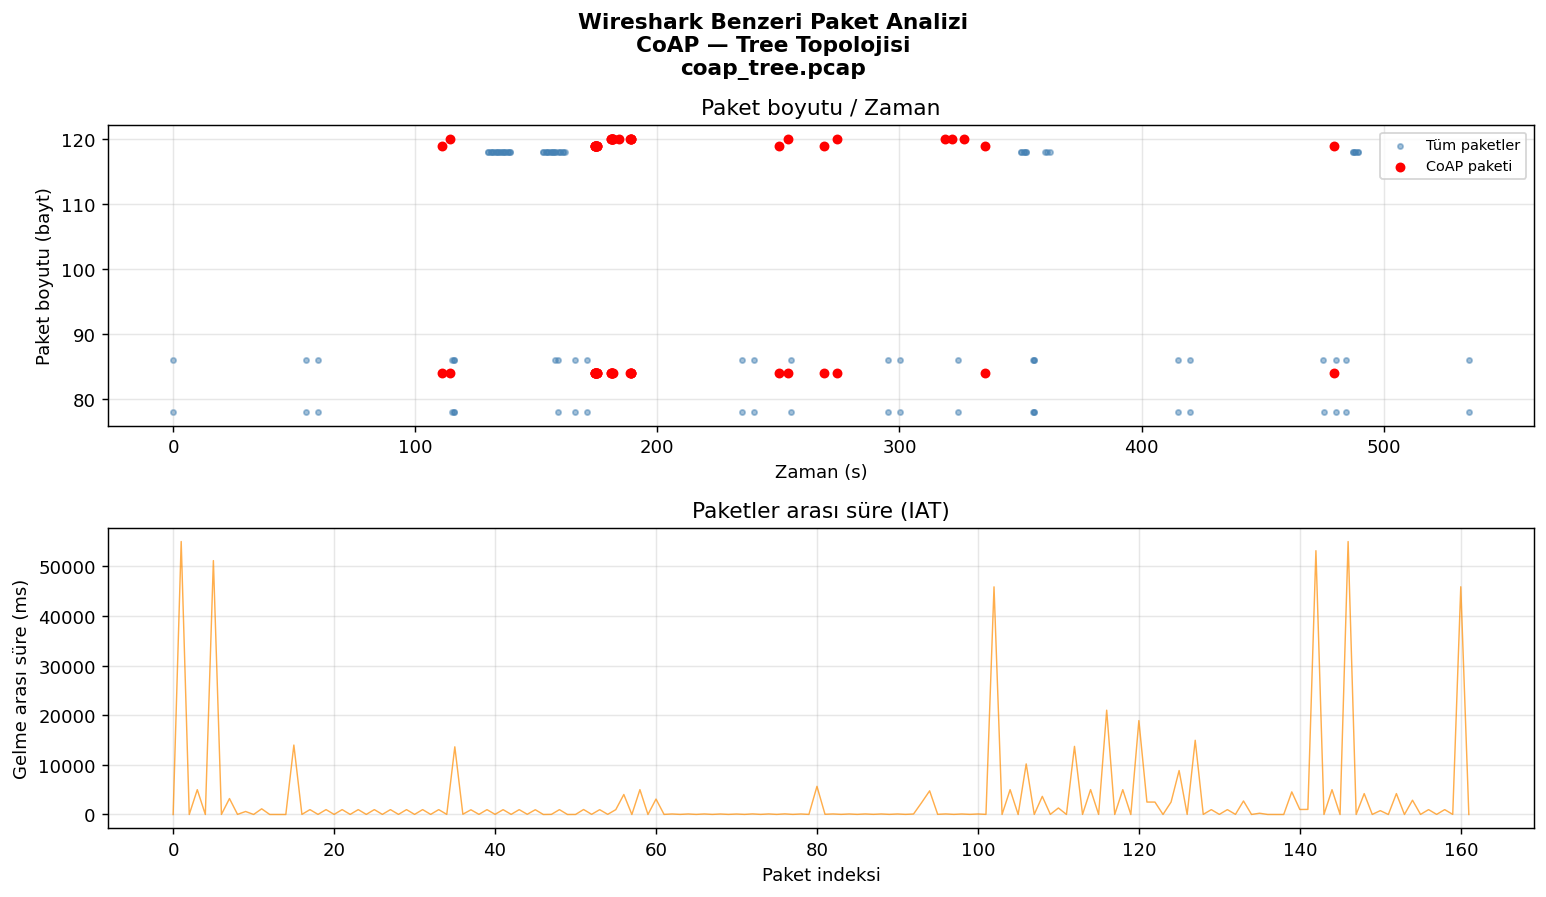 Wireshark Benzeri Paket Analizi
CoAP — Tree Topolojisi
coap_tree.pcap
Paket boyutu / Zaman
Paket boyutu (bayt)
120
110
100
90
80
Tüm paketler
CoAP paketi
0 100 200 300 400 500
Zaman (s)
Paketler arası süre (IAT)
Gelme arası süre (ms)
50000
40000
30000
20000
10000
0
0 20 40 60 80 100 120 140 160
Paket indeksi